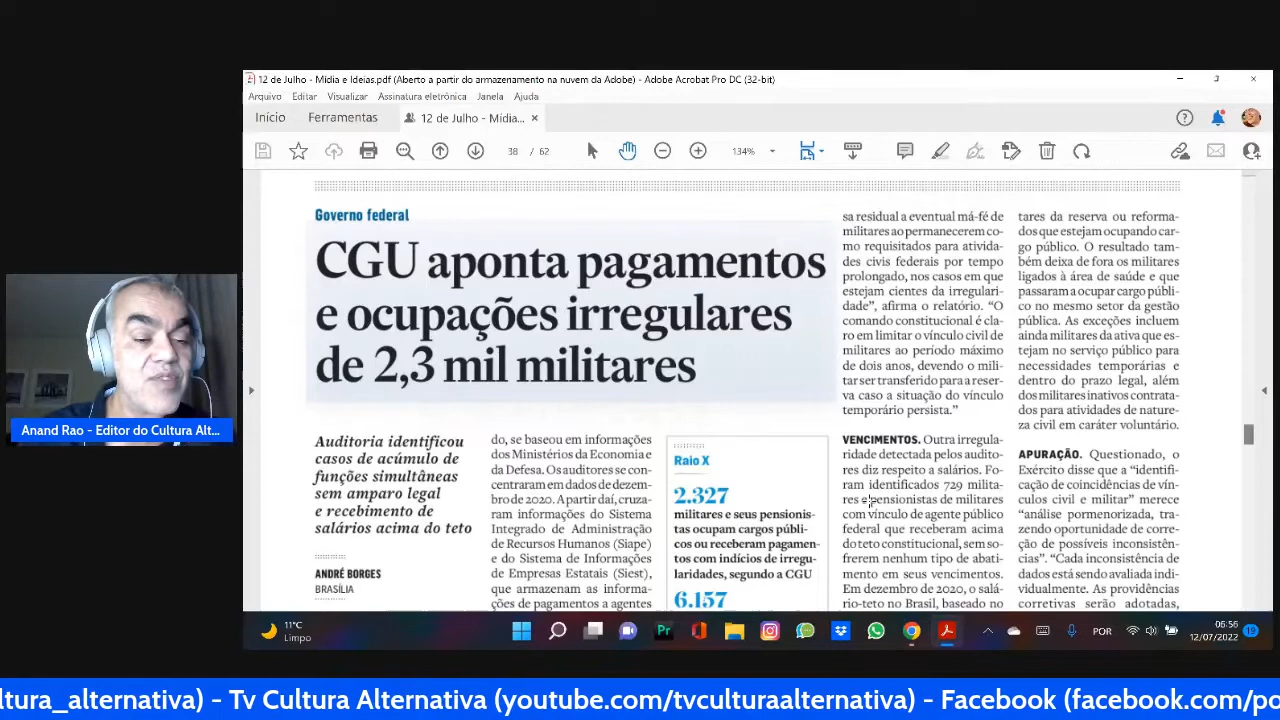 12 de Julho - Mídia e Ideias.pdf (Aberto a partir do armazenamento na nuvem da Adobe) - Adobe Acrobat Pro DC (32-bit)
Arquivo Editar Visualizar Assinatura eletrônica Janela Ajuda
Início Ferramentas 12 de Julho - Mídia...
38 / 62 134%
Governo federal
CGU aponta pagamentos
e ocupações irregulares
de 2,3 mil militares
Auditoria identificou
casos de acúmulo de
funções simultâneas
sem amparo legal
e recebimento de
salários acima do teto
ANDRÉ BORGES
BRASÍLIA
do, se baseou em informações
dos Ministérios da Economia e
da Defesa. Os auditores se con-
centraram em dados de dezem-
bro de 2020. A partir daí, cruza-
ram informações do Sistema
Integrado de Administração
de Recursos Humanos (Siape)
e do Sistema de Informações
de Empresas Estatais (Siest),
que armazenam as informa-
ções de pagamentos a agentes
Raio X
2.327
militares e seus pensionis-
tas ocupam cargos públi-
cos ou receberam pagamen-
tos com indícios de irregu-
laridades, segundo a CGU
6.157
sa residual a eventual má-fé de
militares ao permanecerem co-
mo requisitados para ativida-
des civis federais por tempo
prolongado, nos casos em que
estejam cientes da irregulari-
dade”, afirma o relatório. “O
comando constitucional é cla-
ro em limitar o vínculo civil de
militares ao período máximo
de dois anos, devendo o mili-
tar ser transferido para a reser-
va caso a situação do vínculo
temporário persista.”
VENCIMENTOS. Outra irregula-
ridade detectada pelos audito-
res diz respeito a salários. Fo-
ram identificados 729 milita-
res e pensionistas de militares
com vínculo de agente público
federal que receberam acima
do teto constitucional, sem so-
frerem nenhum tipo de abati-
mento em seus vencimentos.
Em dezembro de 2020, o salá-
rio-teto no Brasil, baseado no
tares da reserva ou reforma-
dos que estejam ocupando car-
go público. O resultado tam-
bém deixa de fora os militares
ligados à área de saúde e que
passaram a ocupar cargo públi-
co no mesmo setor da gestão
pública. As exceções incluem
ainda militares da ativa que es-
tejam no serviço público para
necessidades temporárias e
dentro do prazo legal, além
dos militares inativos contrata-
dos para atividades de nature-
za civil em caráter voluntário.
APURAÇÃO. Questionado, o
Exército disse que a “identifi-
cação de coincidências de vín-
culos civil e militar” merece
“análise pormenorizada, tra-
zendo oportunidade de corre-
ção de possíveis inconsistên-
cias”. “Cada inconsistência de
dados está sendo avaliada indi-
vidualmente. As providências
corretivas serão adotadas,
Anand Rao - Editor do Cultura Alt...
11°C
Limpo
Pr
POR
06:56
12/07/2022
19
ltura_alternativa) - Tv Cultura Alternativa (youtube.com/tvculturaalternativa) - Facebook (facebook.com/po